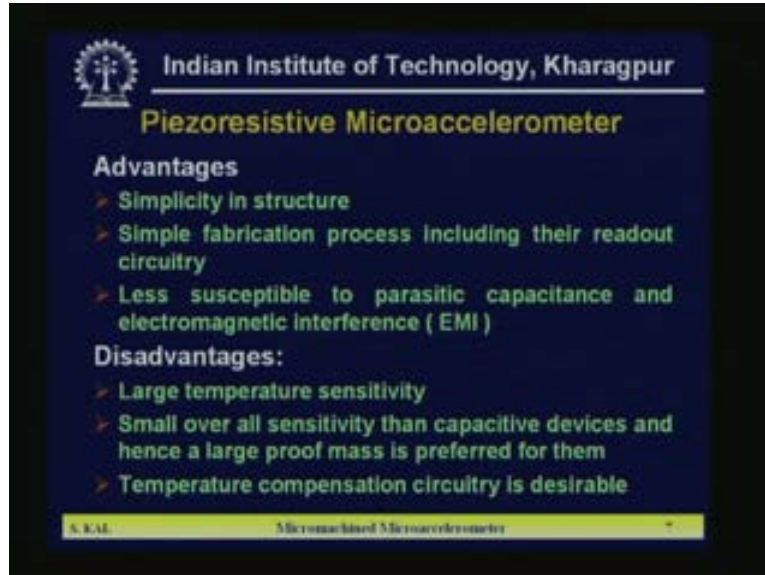 Indian Institute of Technology, Kharagpur
Piezoresistive Microaccelerometer
Advantages
➤ Simplicity in structure
➤ Simple fabrication process including their readout
circuitry
➤ Less susceptible to parasitic capacitance and
electromagnetic interference ( EMI )
Disadvantages:
➤ Large temperature sensitivity
➤ Small over all sensitivity than capacitive devices and
hence a large proof mass is preferred for them
➤ Temperature compensation circuitry is desirable
S. KAL Micromachined Microaccelerometer